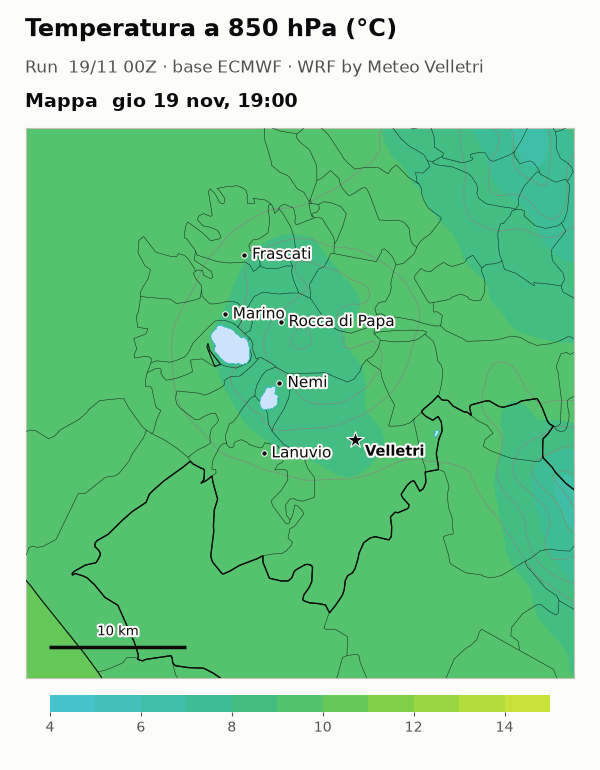 Temperatura a 850 hPa (°C)
Run  19/11 00Z · base ECMWF · WRF by Meteo Velletri
Mappa  gio 19 nov, 19:00
Frascati
Marino
Rocca di Papa
Nemi
Velletri
Lanuvio
10 km
4 6 8 10 12 14